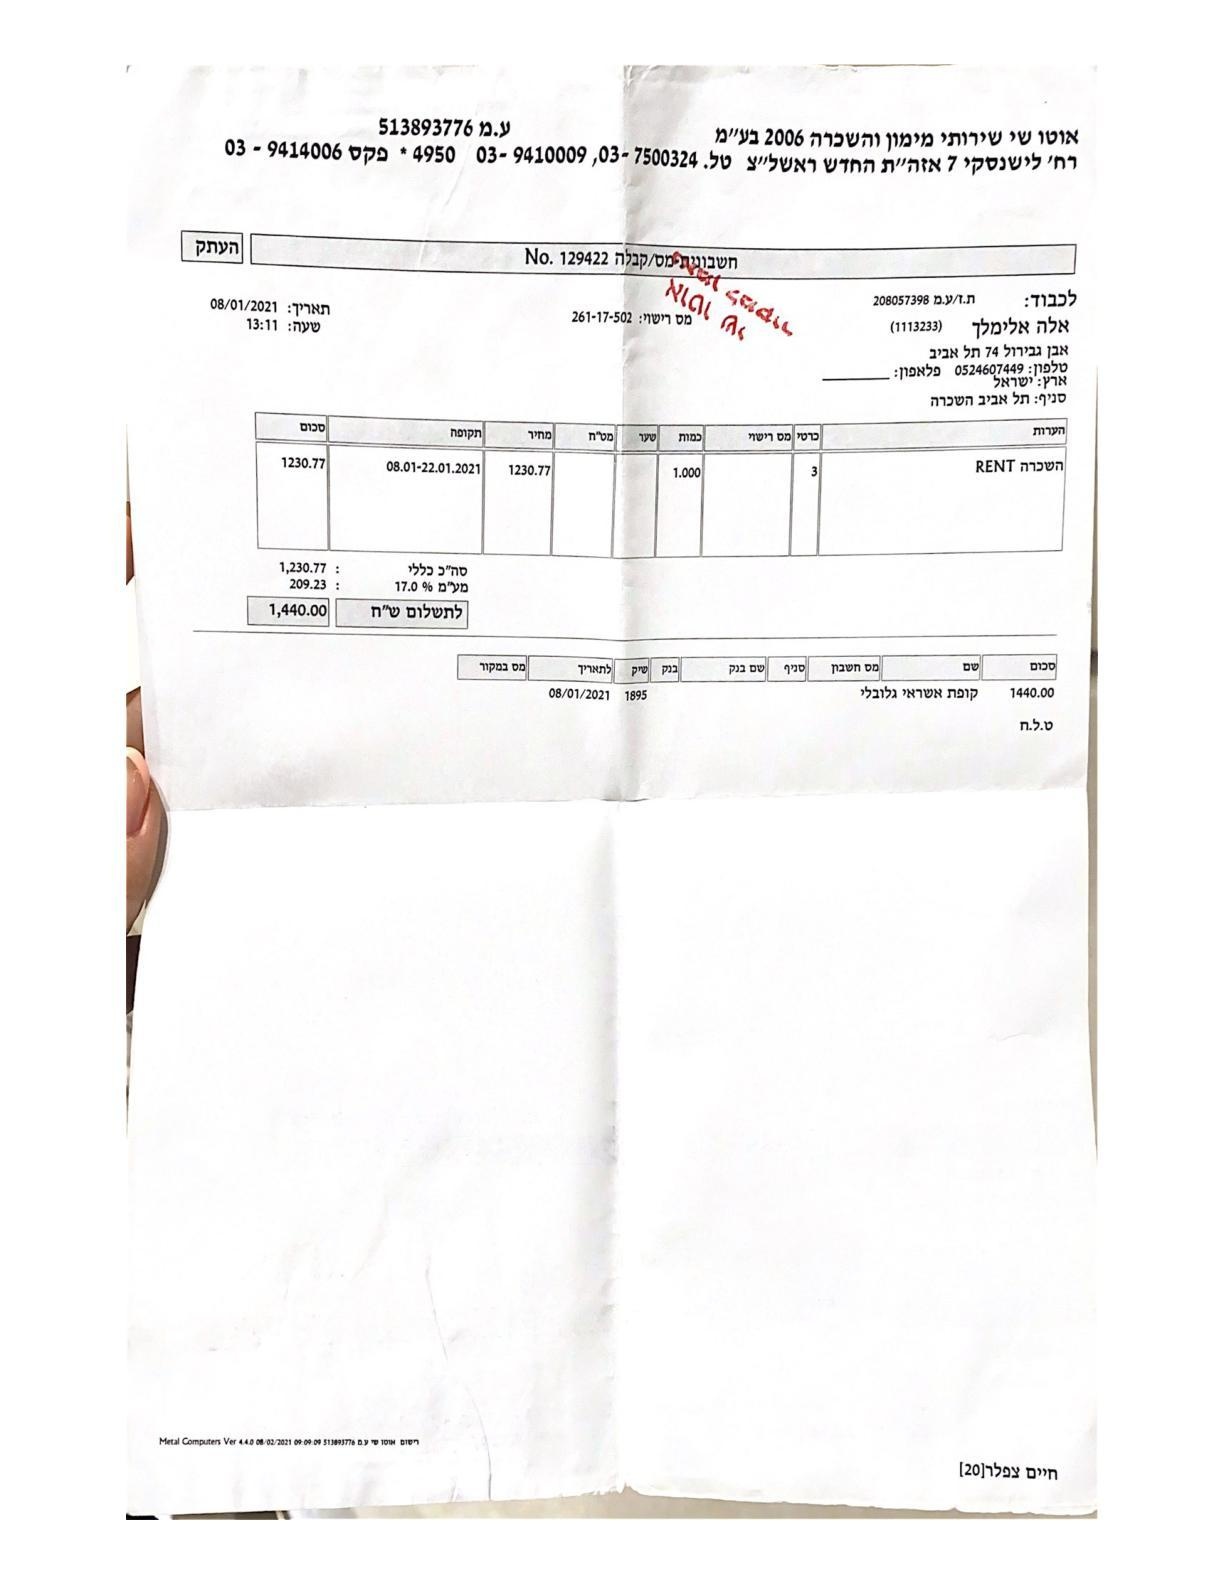 אוטו שי שירותי מימון והשכרה 2006 בע"מ ע.מ 513893776
רח' לישנסקי 7 אזה"ת החדש ראשל"צ טל. 03-7500324, 03-9410009 4950 * פקס 03 - 9414006
חשבונית-מס/קבלה No. 129422 העתק
לכבוד: ת.ז/ע.מ 208057398
אלה אלימלך (1113233)
אבן גבירול 74 תל אביב
טלפון: 0524607449 פלאפון:
ארץ: ישראל
סניף: תל אביב השכרה
מס רישוי: 261-17-502
תאריך: 08/01/2021
שעה: 13:11
נאמן למקור
אוטו שי
הערות כרטי מס רישוי כמות שער מט"ח מחיר תקופה סכום
השכרה RENT 3 1.000 1230.77 08.01-22.01.2021 1230.77
סה"כ כללי : 1,230.77
מע"מ % 17.0 : 209.23
לתשלום ש"ח 1,440.00
סכום שם מס חשבון סניף שם בנק בנק שיק לתאריך מס במקור
1440.00 קופת אשראי גלובלי 1895 08/01/2021
ט.ל.ח
Metal Computers Ver 4.4.0 08/02/2021 09:09:09 513893776 רישום אוטו שי ע.מ
חיים צפלר[20]